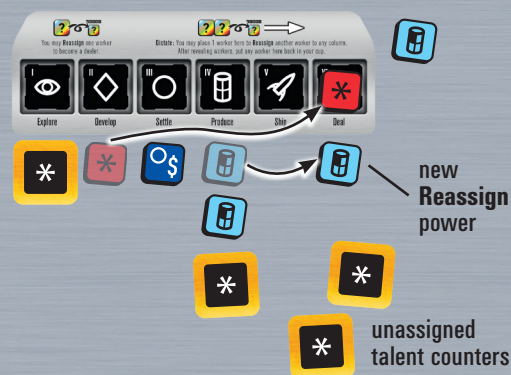 You may Reassign one worker
to become a dealer.
Dictate: You may place 1 worker here to Reassign another worker to any column.
After revealing workers, put any worker here back in your cup.
I II III IV V
Explore Develop Settle Produce Ship Deal
$
new
Reassign
power
unassigned
talent counters